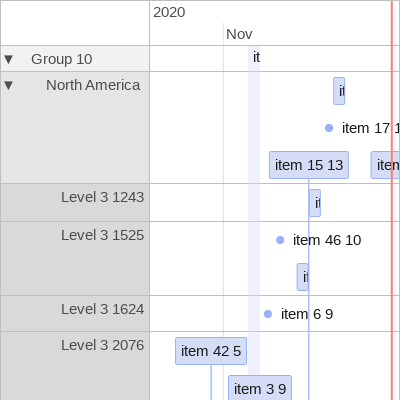 2020
Nov
▼ Group 10
it
▼ North America
it
item 17 1
item 15 13
item
Level 3 1243
it
Level 3 1525
item 46 10
it
Level 3 1624
item 6 9
Level 3 2076
item 42 5
item 3 9